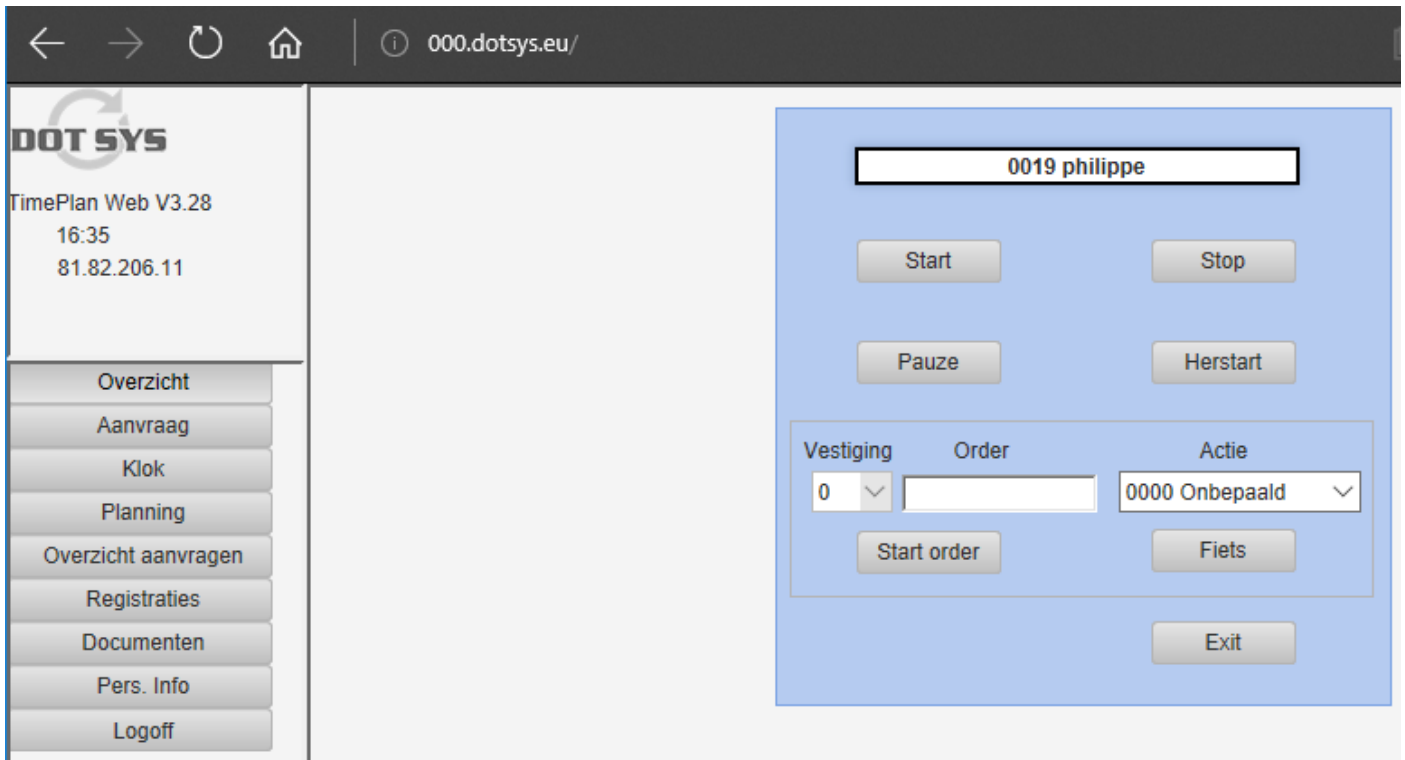 000.dotsys.eu/
DOT SYS
TimePlan Web V3.28
16:35
81.82.206.11
Overzicht
Aanvraag
Klok
Planning
Overzicht aanvragen
Registraties
Documenten
Pers. Info
Logoff
0019 philippe
Start Stop
Pauze Herstart
Vestiging Order Actie
0 0000 Onbepaald
Start order Fiets
Exit